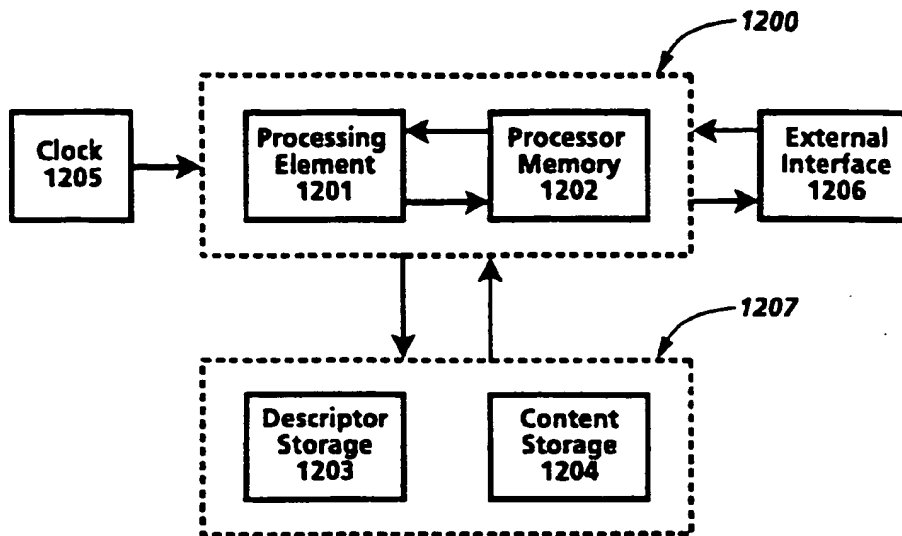 1200
Clock
1205
Processing
Element
1201
Processor
Memory
1202
External
Interface
1206
1207
Descriptor
Storage
1203
Content
Storage
1204